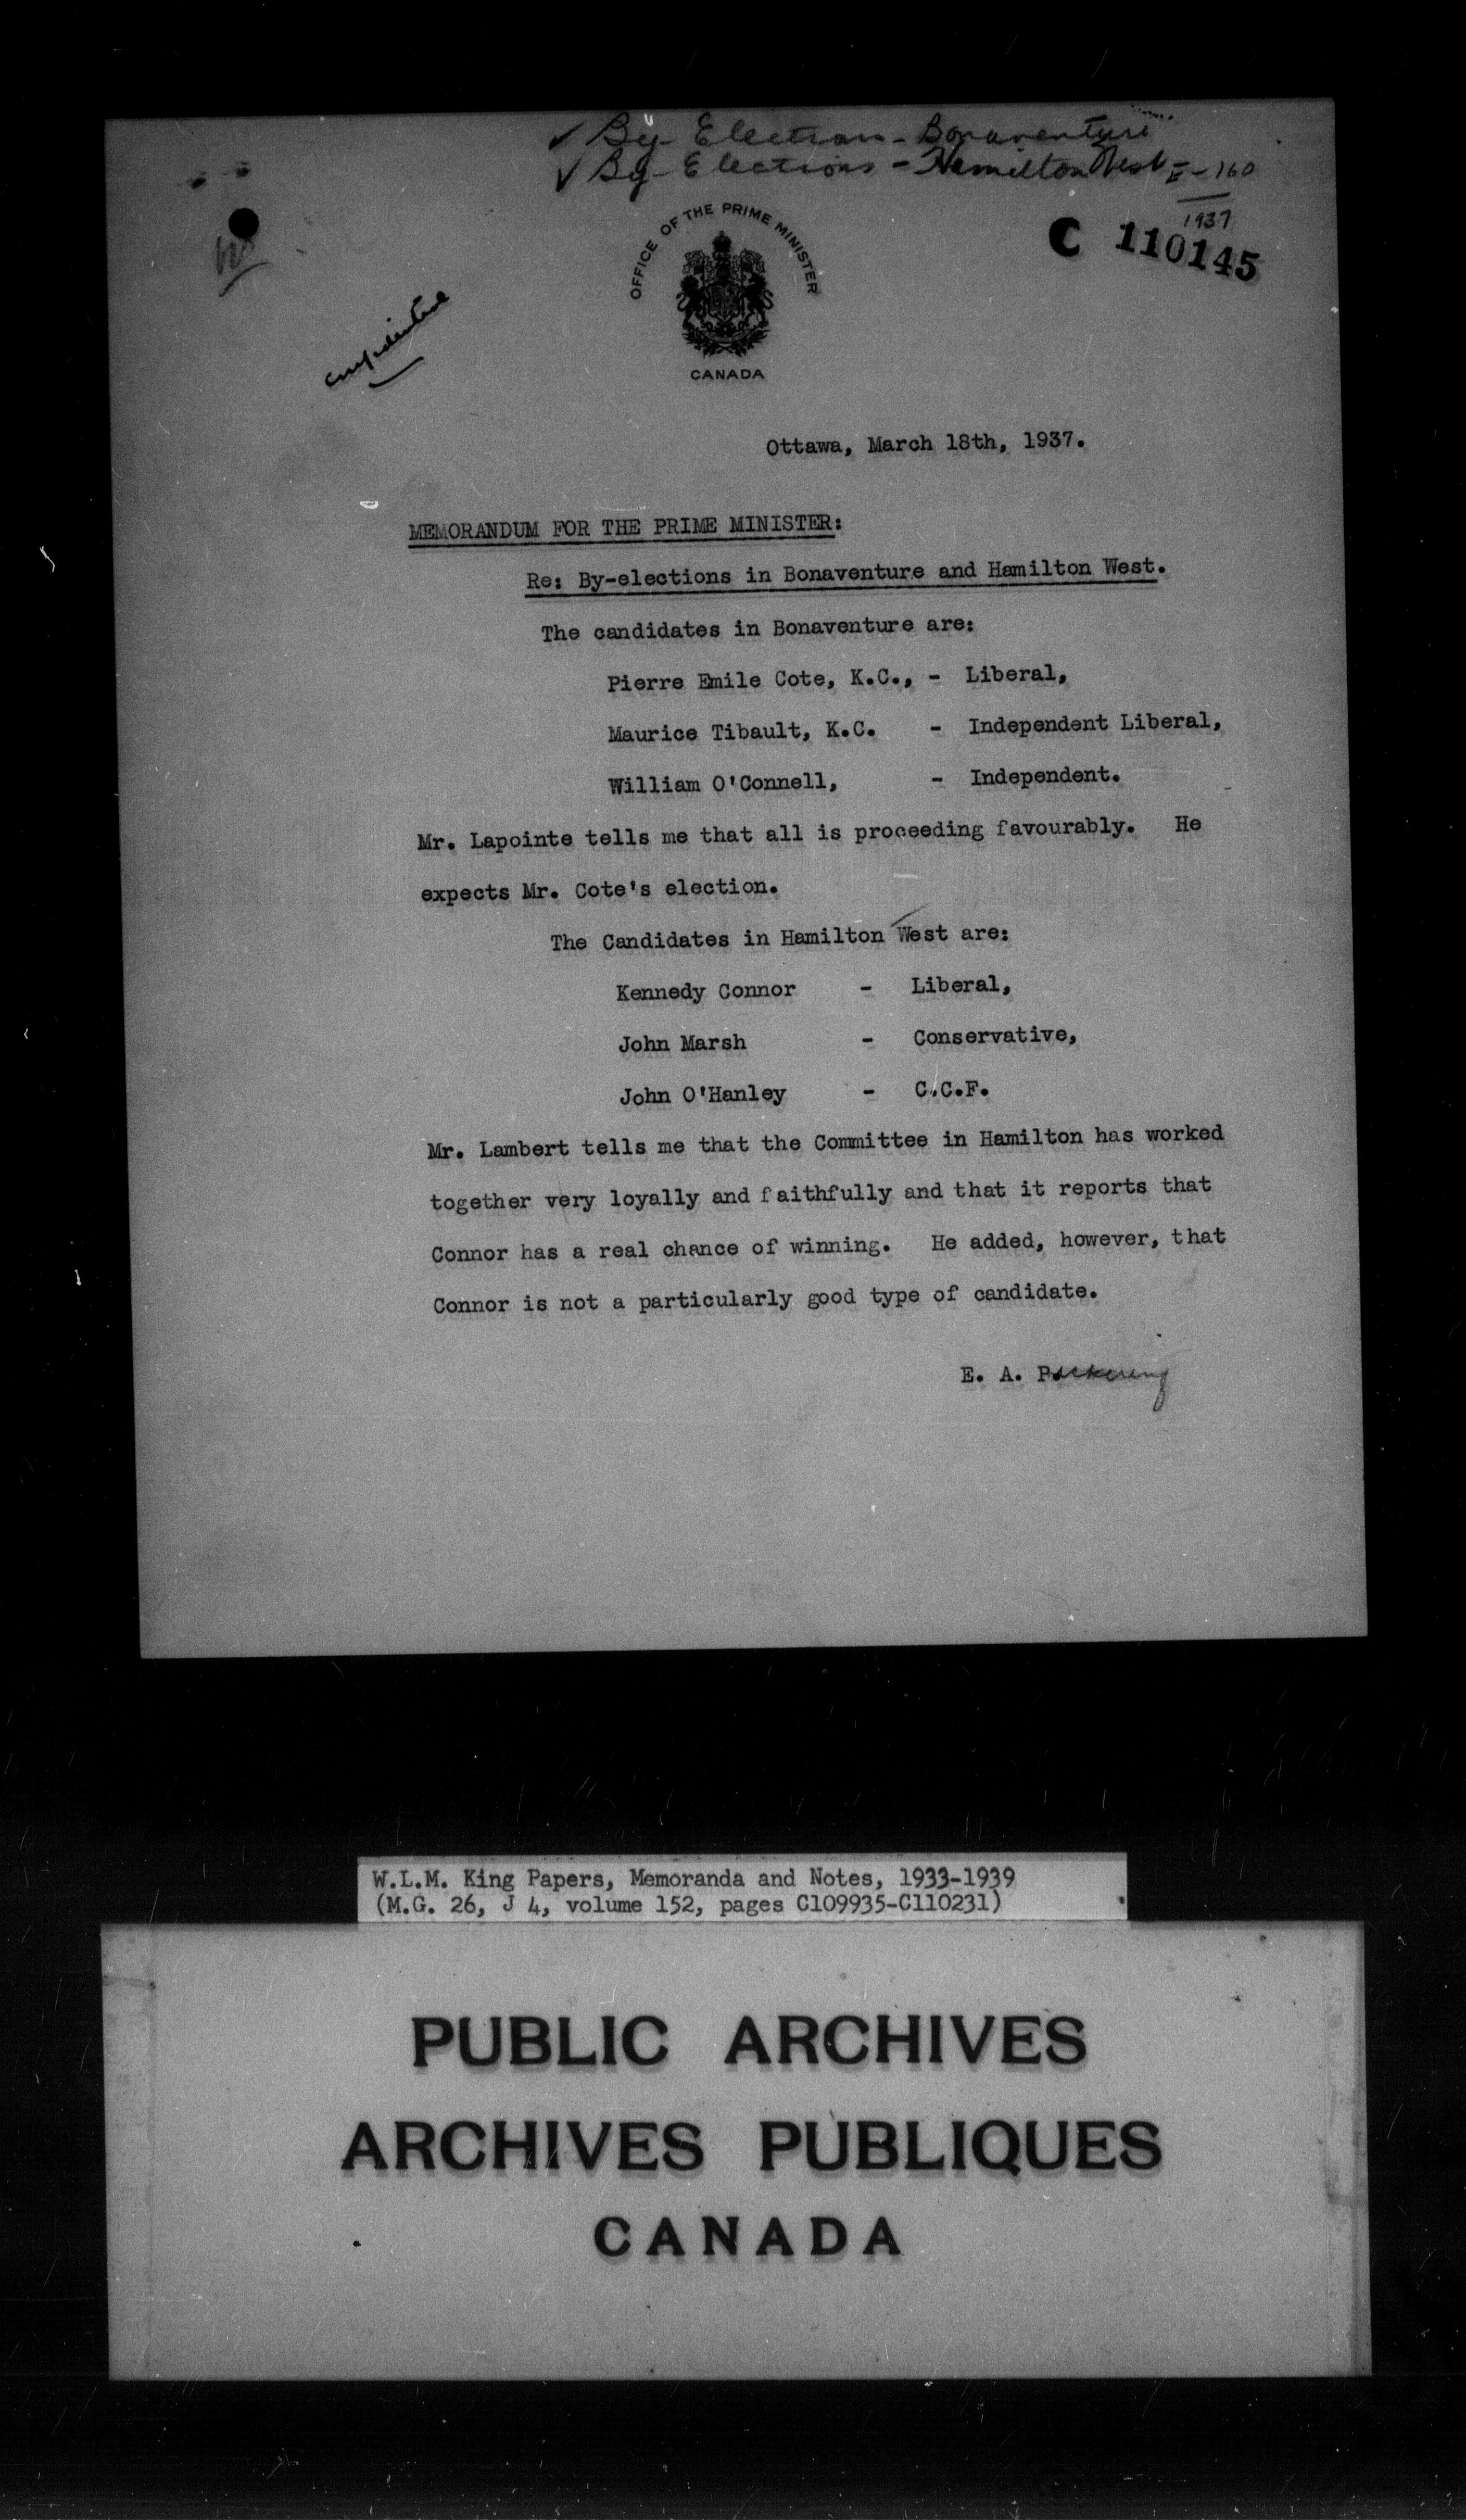 ✓ By-Elections - Bonaventure
✓ By-Elections - Hamilton West E-160
1937
C 110145
OFFICE OF THE PRIME MINISTER
CANADA
Confidential
Ottawa, March 18th, 1937.
MEMORANDUM FOR THE PRIME MINISTER:
Re: By-elections in Bonaventure and Hamilton West.
The candidates in Bonaventure are:
Pierre Emile Cote, K.C., - Liberal,
Maurice Tibault, K.C. - Independent Liberal,
William O'Connell, - Independent.
Mr. Lapointe tells me that all is proceeding favourably. He
expects Mr. Cote's election.
The Candidates in Hamilton West are:
Kennedy Connor - Liberal,
John Marsh - Conservative,
John O'Hanley - C.C.F.
Mr. Lambert tells me that the Committee in Hamilton has worked
together very loyally and faithfully and that it reports that
Connor has a real chance of winning. He added, however, that
Connor is not a particularly good type of candidate.
E. A. Pickering
W.L.M. King Papers, Memoranda and Notes, 1933-1939
(M.G. 26, J 4, volume 152, pages C109935-C110231)
PUBLIC ARCHIVES
ARCHIVES PUBLIQUES
CANADA